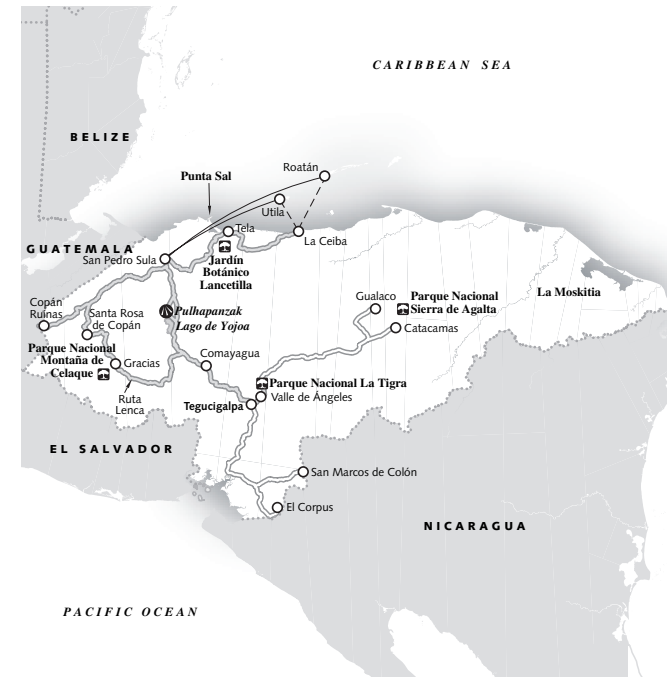 CARIBBEAN SEA
BELIZE
Roatán
Punta Sal
Utila
Tela
La Ceiba
GUATEMALA
San Pedro Sula
Jardín
Botánico
Lancetilla
La Moskitia
Copán
Ruinas
Santa Rosa
de Copán
Pulhapanzak
Lago de Yojoa
Gualaco
Parque Nacional
Sierra de Agalta
Catacamas
Parque Nacional
Montaña de
Celaque
Gracias
Comayagua
Ruta
Lenca
Parque Nacional La Tigra
Valle de Ángeles
Tegucigalpa
EL SALVADOR
San Marcos de Colón
El Corpus
NICARAGUA
PACIFIC OCEAN